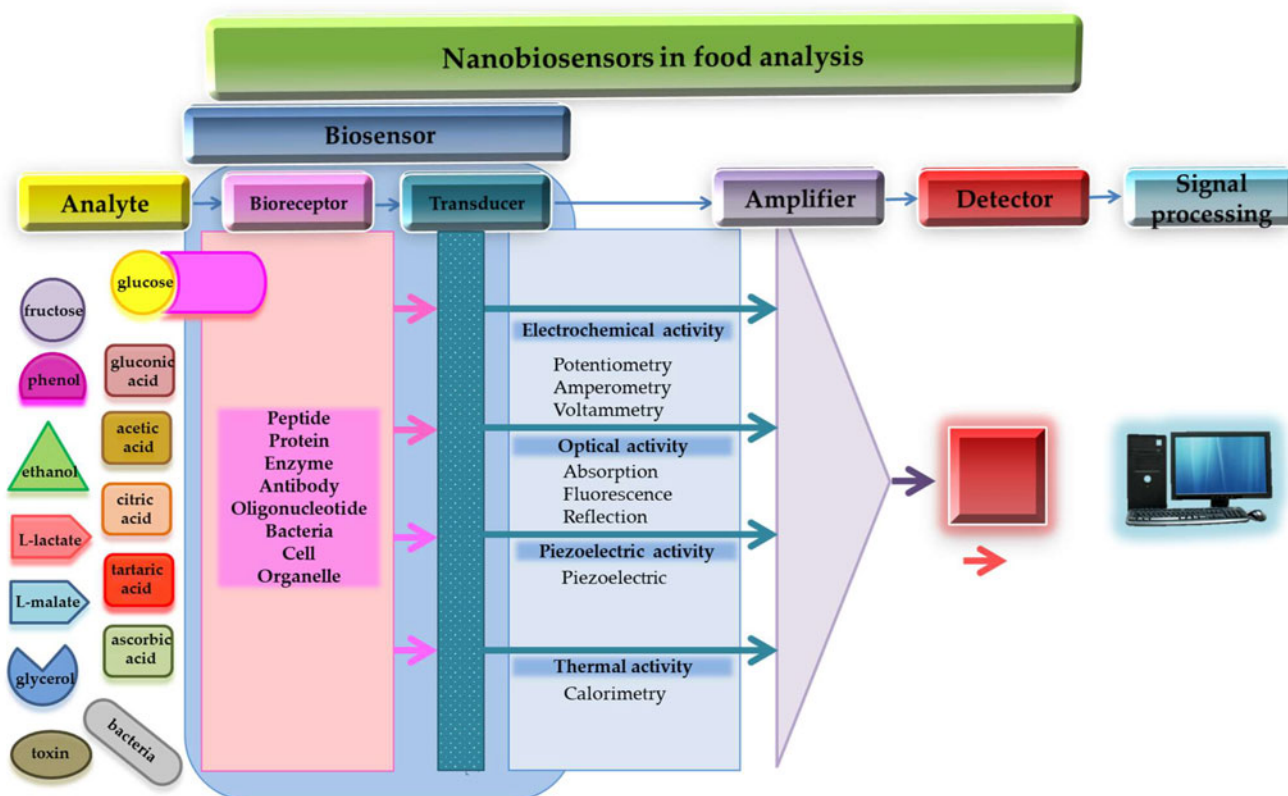 Nanobiosensors in food analysis
Biosensor
Analyte
Bioreceptor
Transducer
Amplifier
Detector
Signal
processing
glucose
fructose
phenol
gluconic
acid
ethanol
acetic
acid
L-lactate
citric
acid
L-malate
tartaric
acid
glycerol
ascorbic
acid
toxin
bacteria
Peptide
Protein
Enzyme
Antibody
Oligonucleotide
Bacteria
Cell
Organelle
Electrochemical activity
Potentiometry
Amperometry
Voltammetry
Optical activity
Absorption
Fluorescence
Reflection
Piezoelectric activity
Piezoelectric
Thermal activity
Calorimetry